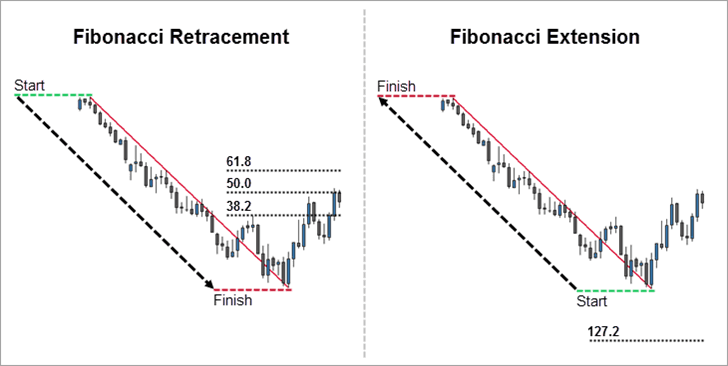 Fibonacci Retracement
Start
61.8
50.0
38.2
Finish
Fibonacci Extension
Finish
Start
127.2